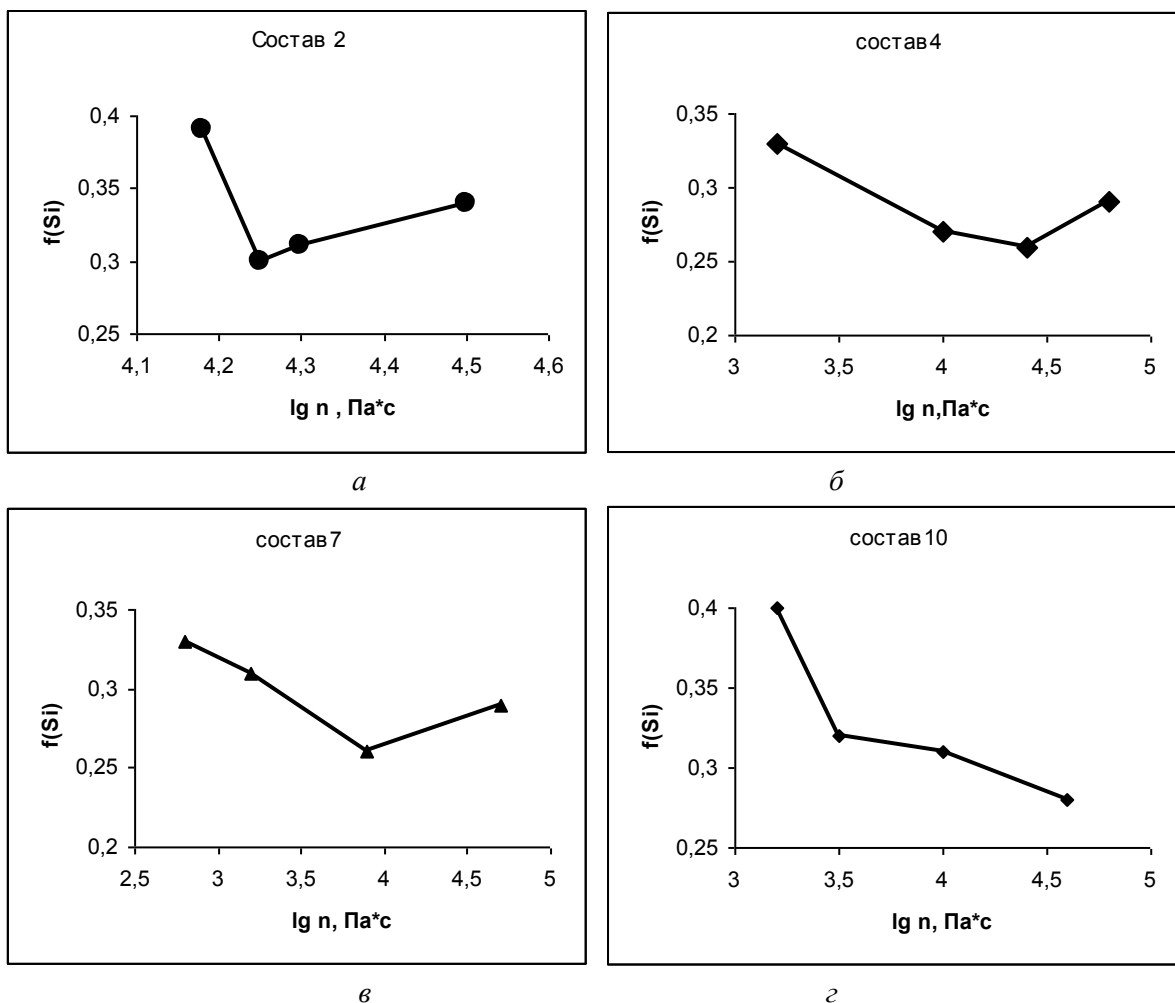 Состав 2
0,4
0,35
0,3
0,25
f(Si)
4,1 4,2 4,3 4,4 4,5 4,6
lg n , Па*с
а
состав4
0,35
0,3
0,25
0,2
f(Si)
3 3,5 4 4,5 5
lg n,Па*с
б
состав7
0,35
0,3
0,25
0,2
f(Si)
2,5 3 3,5 4 4,5 5
lg n, Па*с
в
состав10
0,4
0,35
0,3
0,25
f(Si)
3 3,5 4 4,5 5
lg n, Па*с
г